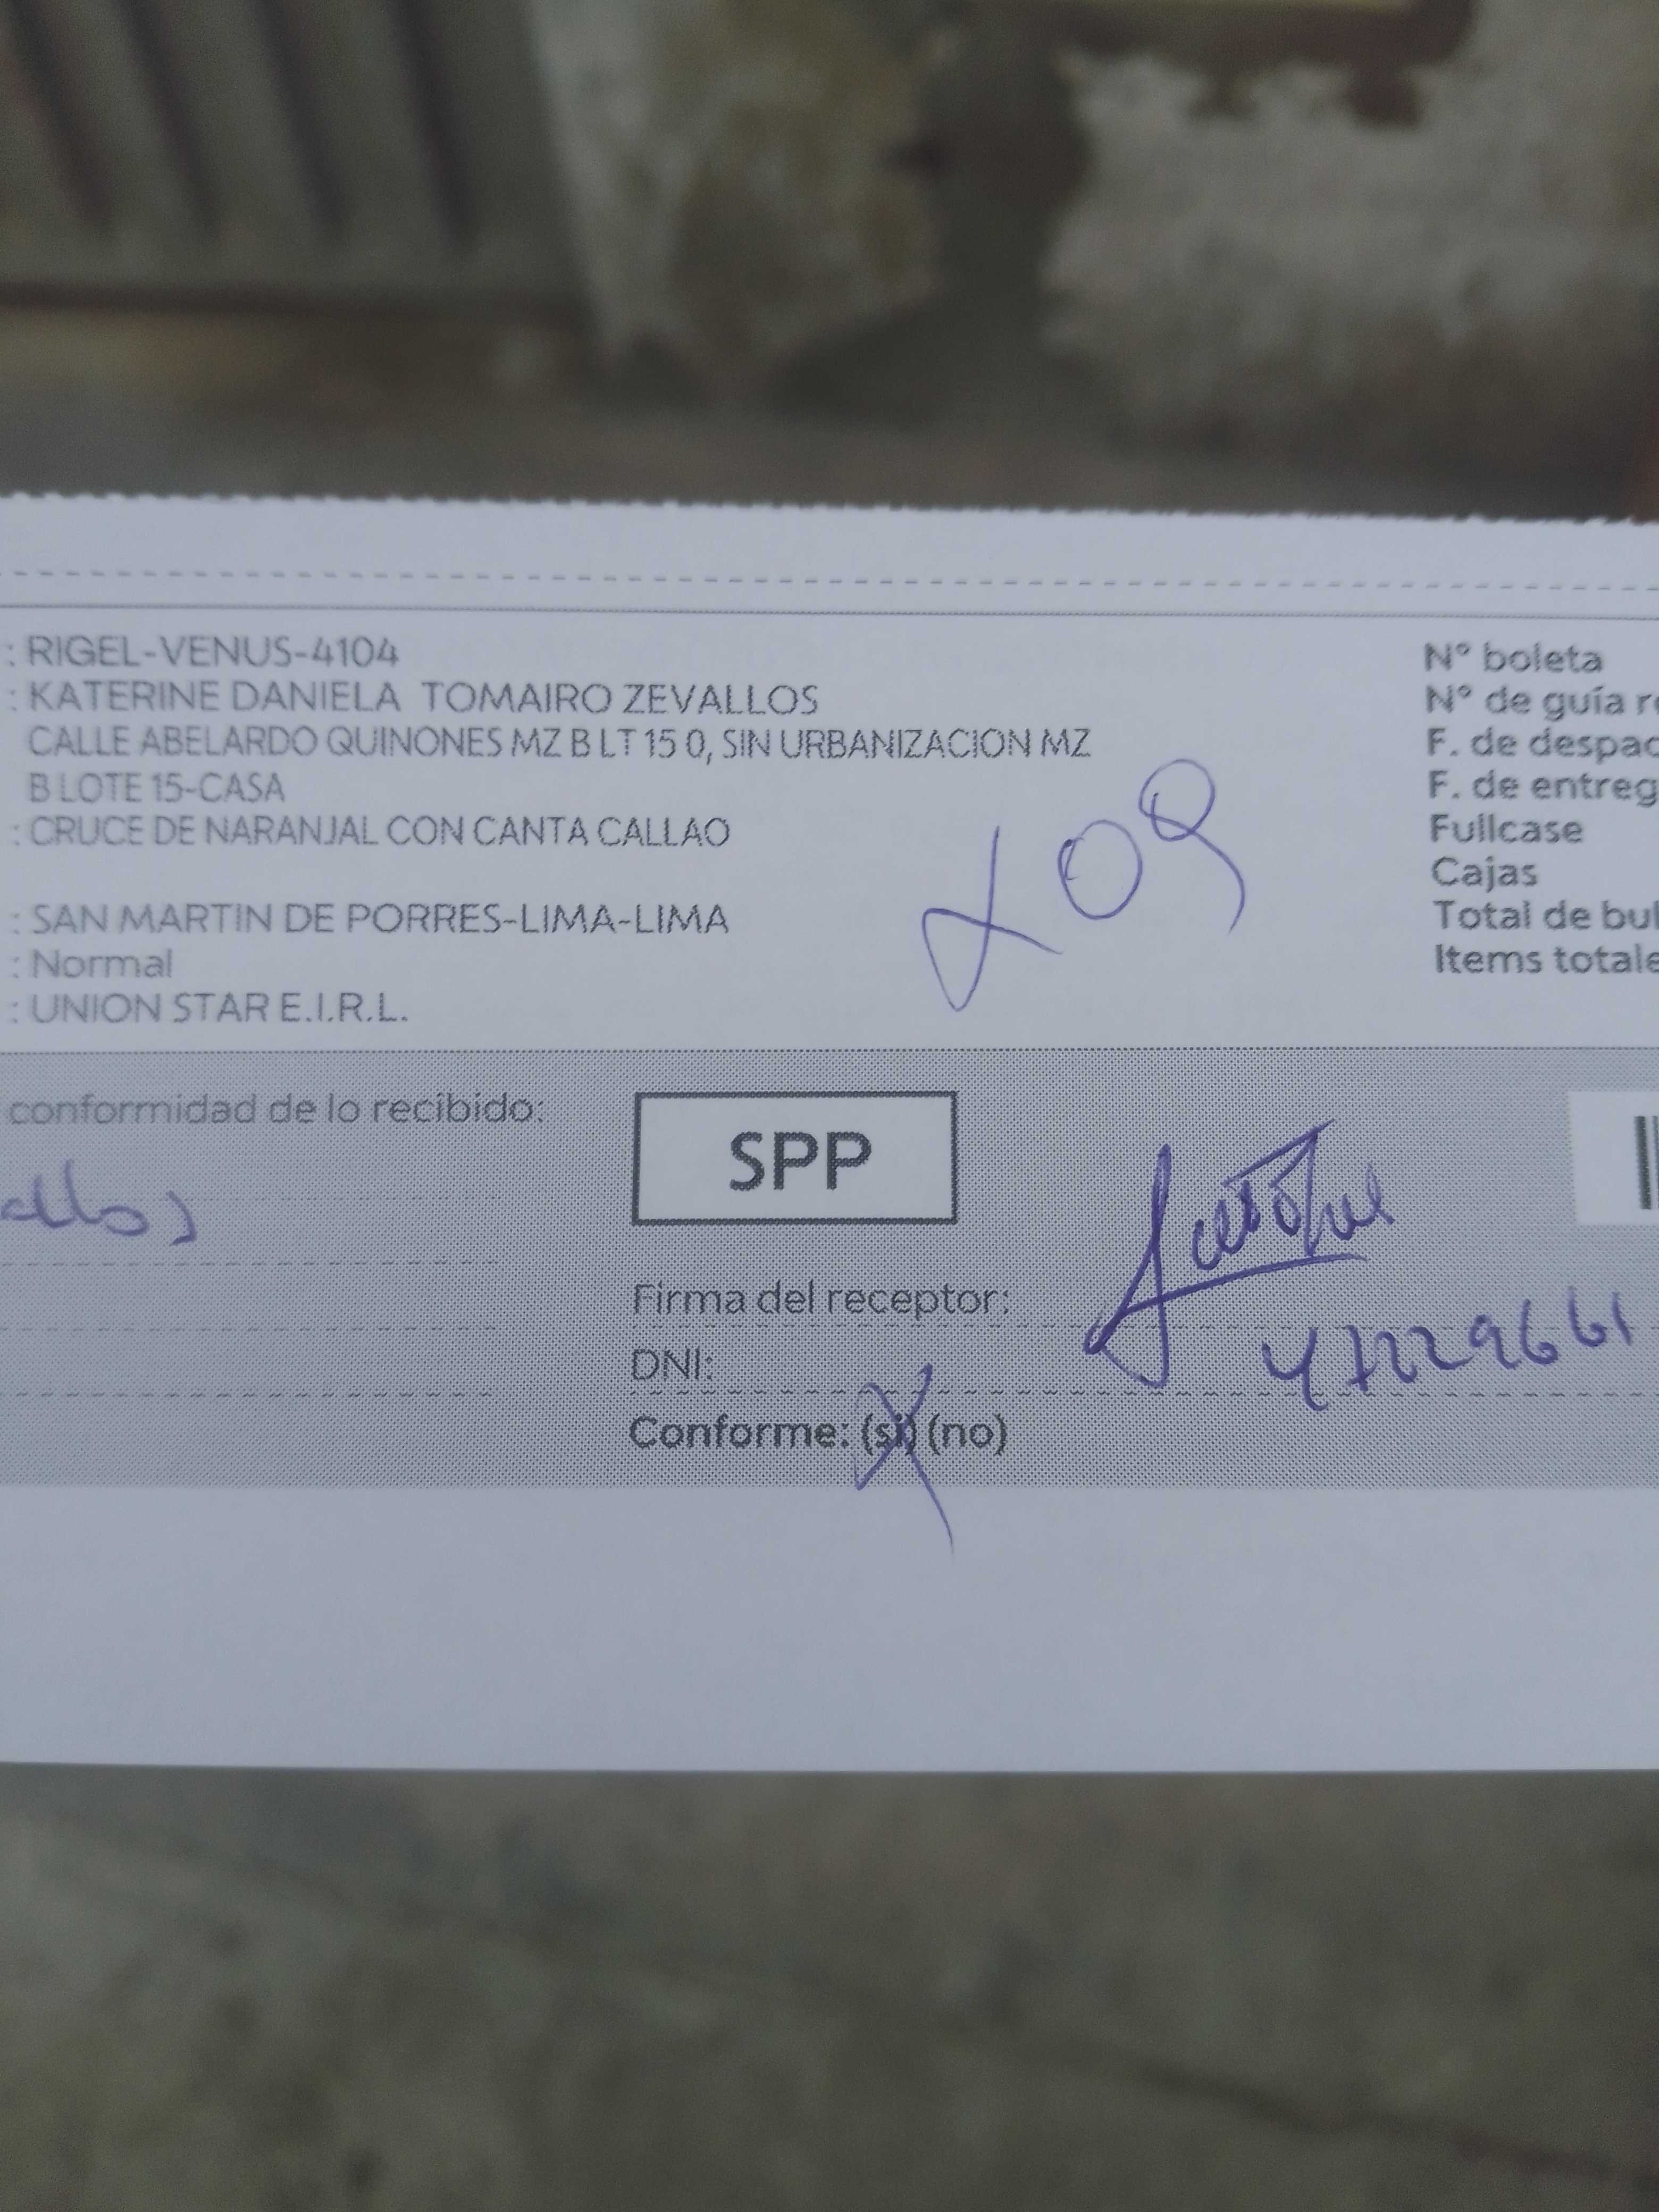 : RIGEL-VENUS-4104
: KATERINE DANIELA TOMAIRO ZEVALLOS
CALLE ABELARDO QUINONES MZ B LT 15 0, SIN URBANIZACION MZ
B LOTE 15-CASA
: CRUCE DE NARANJAL CON CANTA CALLAO
: SAN MARTIN DE PORRES-LIMA-LIMA
: Normal
: UNION STAR E.I.R.L.
N° boleta
N° de guía r
F. de despac
F. de entreg
Fullcase
Cajas
Total de bul
Items totale
conformidad de lo recibido:
SPP
Firma del receptor:
DNI: 47229661
Conforme: (si) (no)